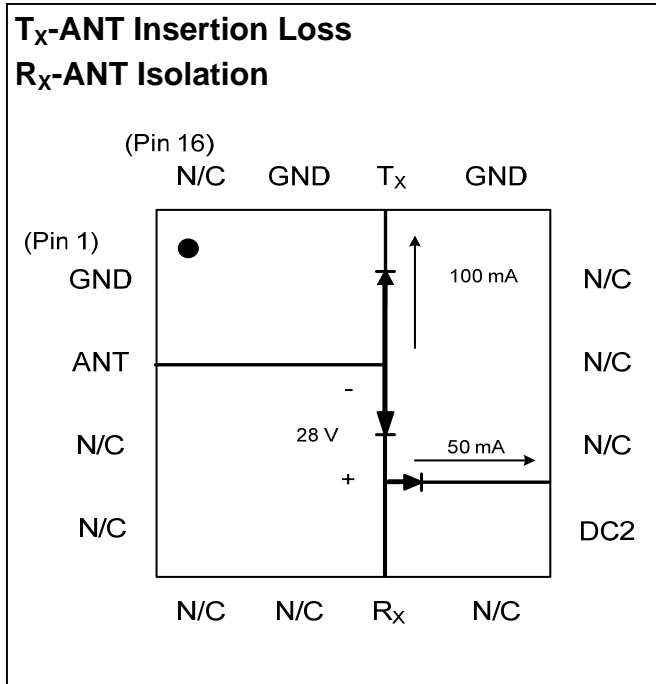 Tx-ANT Insertion Loss
Rx-ANT Isolation
(Pin 16)
N/C GND Tx GND
(Pin 1)
GND 100 mA N/C
ANT N/C
-
N/C 28 V 50 mA N/C
+
N/C DC2
N/C N/C Rx N/C